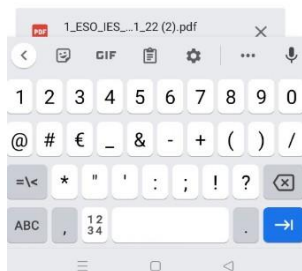 PDF 1_ESO_IES_...1_22 (2).pdf
GIF
1 2 3 4 5 6 7 8 9 0
@ # € _ & - + ( ) /
=\< * " ' : ; ! ?
ABC , 12 34 .